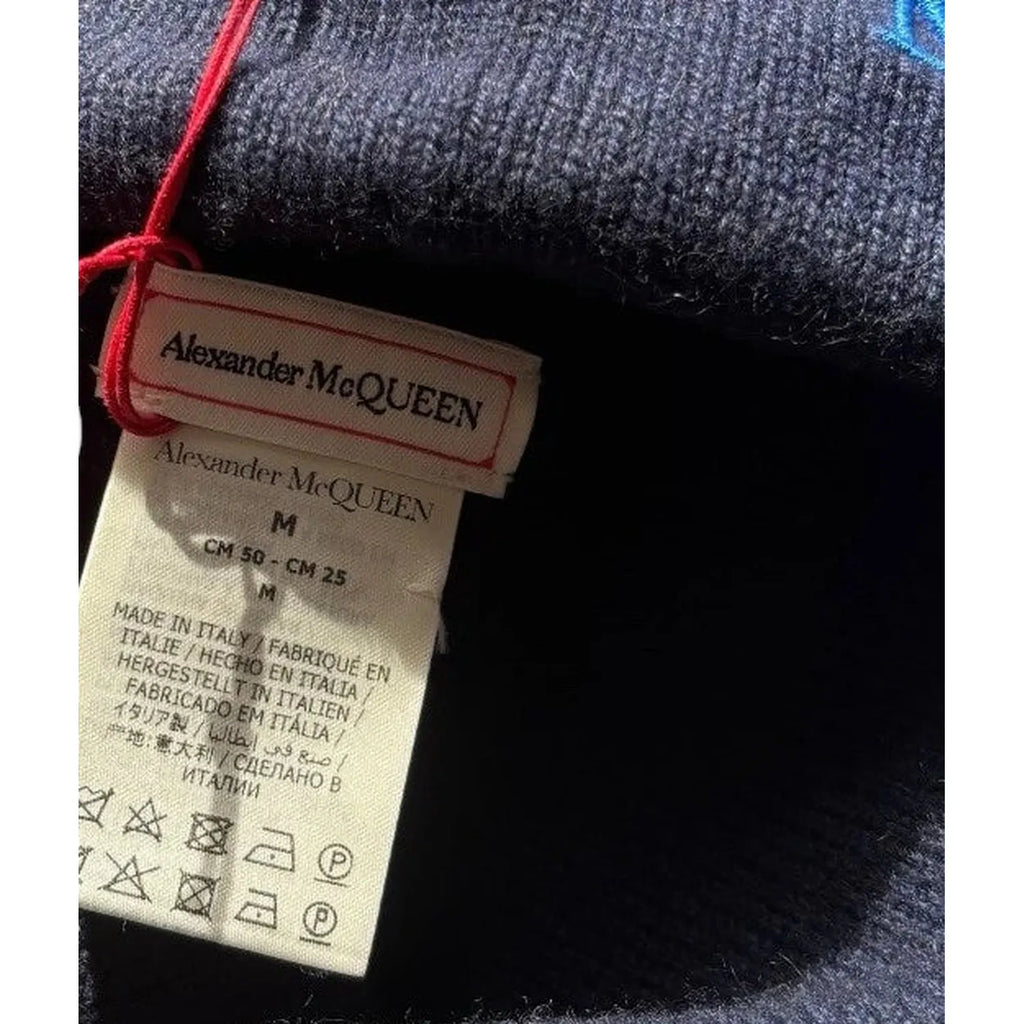 Alexander McQUEEN
Alexander McQUEEN
M
CM 50 - CM 25
M
MADE IN ITALY / FABRIQUÉ EN
ITALIE / HECHO EN ITALIA /
HERGESTELLT IN ITALIEN /
FABRICADO EM ITÁLIA /
イタリア製 / صنع في إيطاليا /
产地:意大利 / СДЕЛАНО В
ИТАЛИИ
P
P